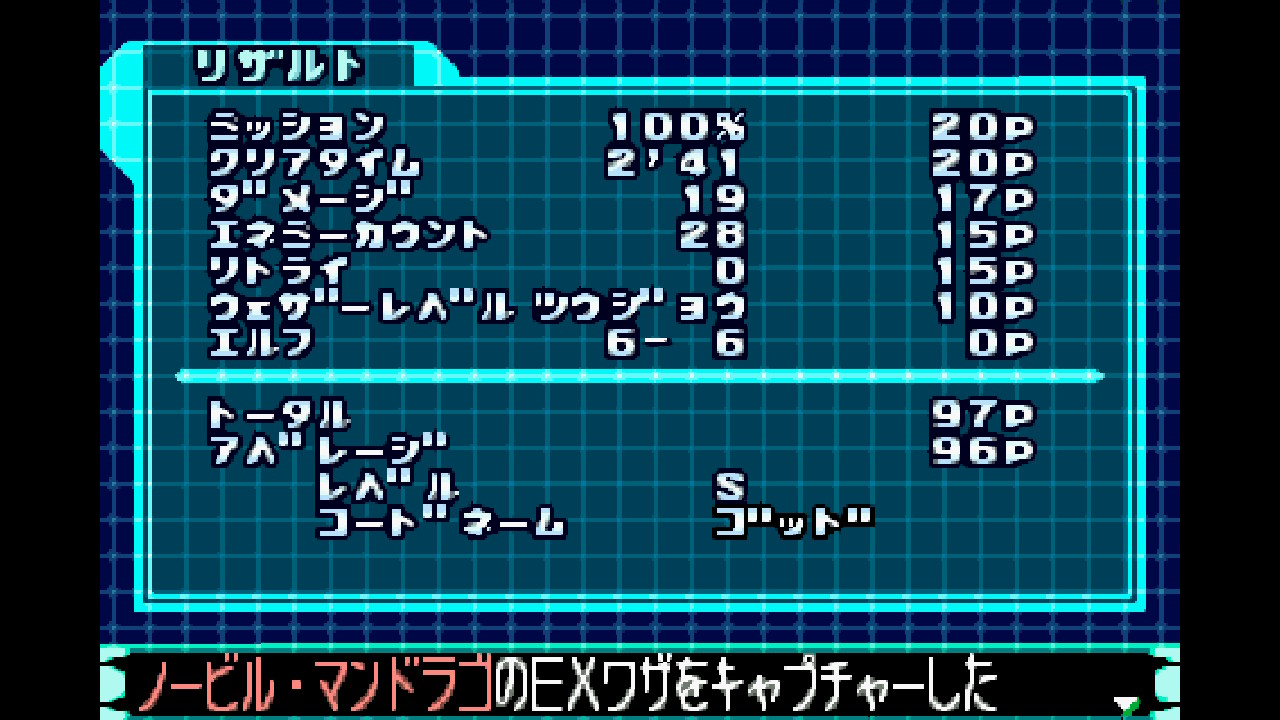 リザルト
ミッション 100% 20P
クリアタイム 2'41 20P
ダメージ 19 17P
エネミーカウント 28 15P
リトライ 0 15P
ウェザーレベル ツウジョウ 10P
エルフ 6- 6 0P
トータル 97P
アベレージ 96P
レベル S
コードネーム ゴッド
ノービル・マンドラゴのEXワザをキャプチャーした